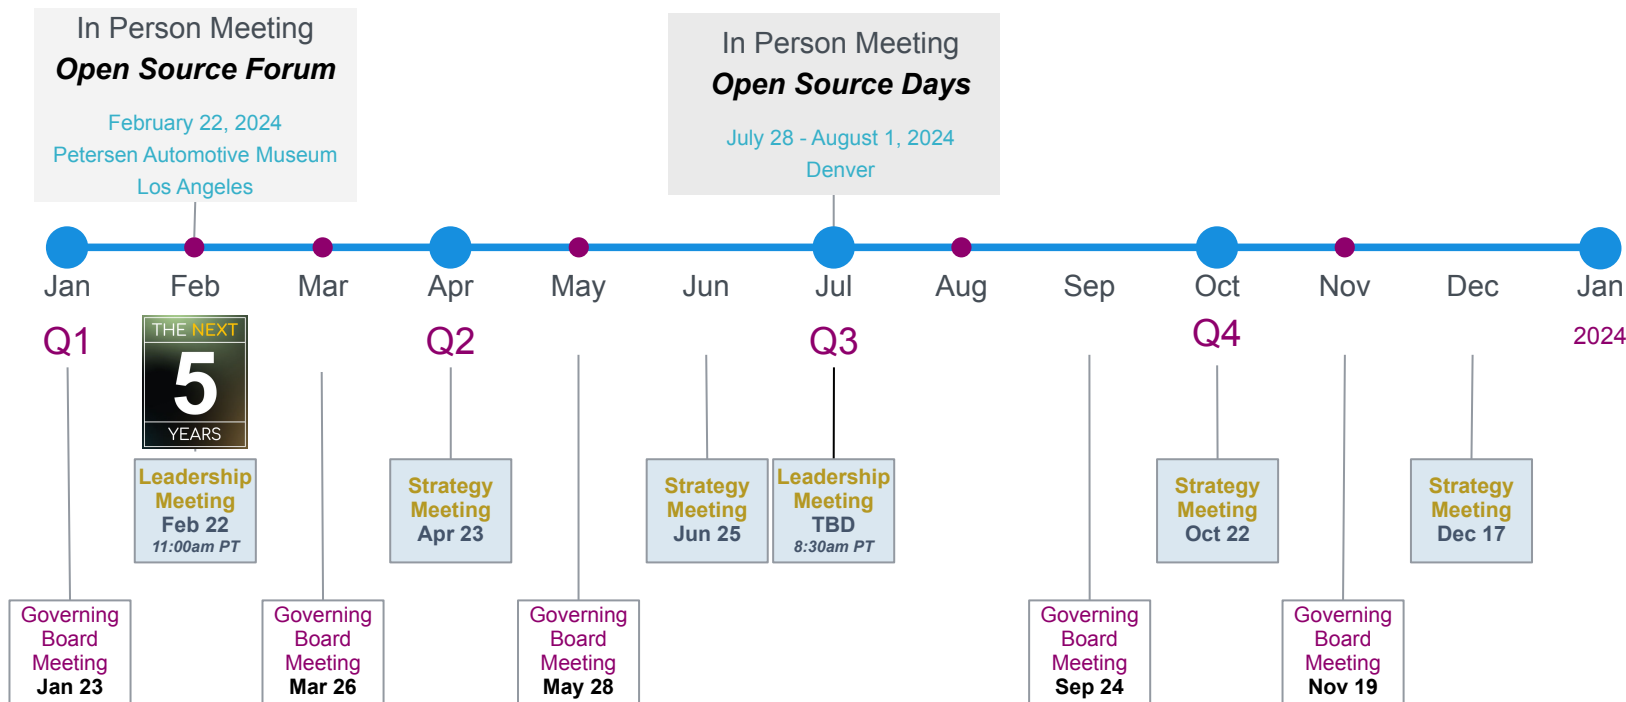 In Person Meeting
Open Source Forum
February 22, 2024
Petersen Automotive Museum
Los Angeles
In Person Meeting
Open Source Days
July 28 - August 1, 2024
Denver
Jan
Feb
Mar
Apr
May
Jun
Jul
Aug
Sep
Oct
Nov
Dec
Jan
Q1
Q2
Q3
Q4
2024
THE NEXT
5
YEARS
Leadership
Meeting
Feb 22
11:00am PT
Strategy
Meeting
Apr 23
Strategy
Meeting
Jun 25
Leadership
Meeting
TBD
8:30am PT
Strategy
Meeting
Oct 22
Strategy
Meeting
Dec 17
Governing
Board
Meeting
Jan 23
Governing
Board
Meeting
Mar 26
Governing
Board
Meeting
May 28
Governing
Board
Meeting
Sep 24
Governing
Board
Meeting
Nov 19